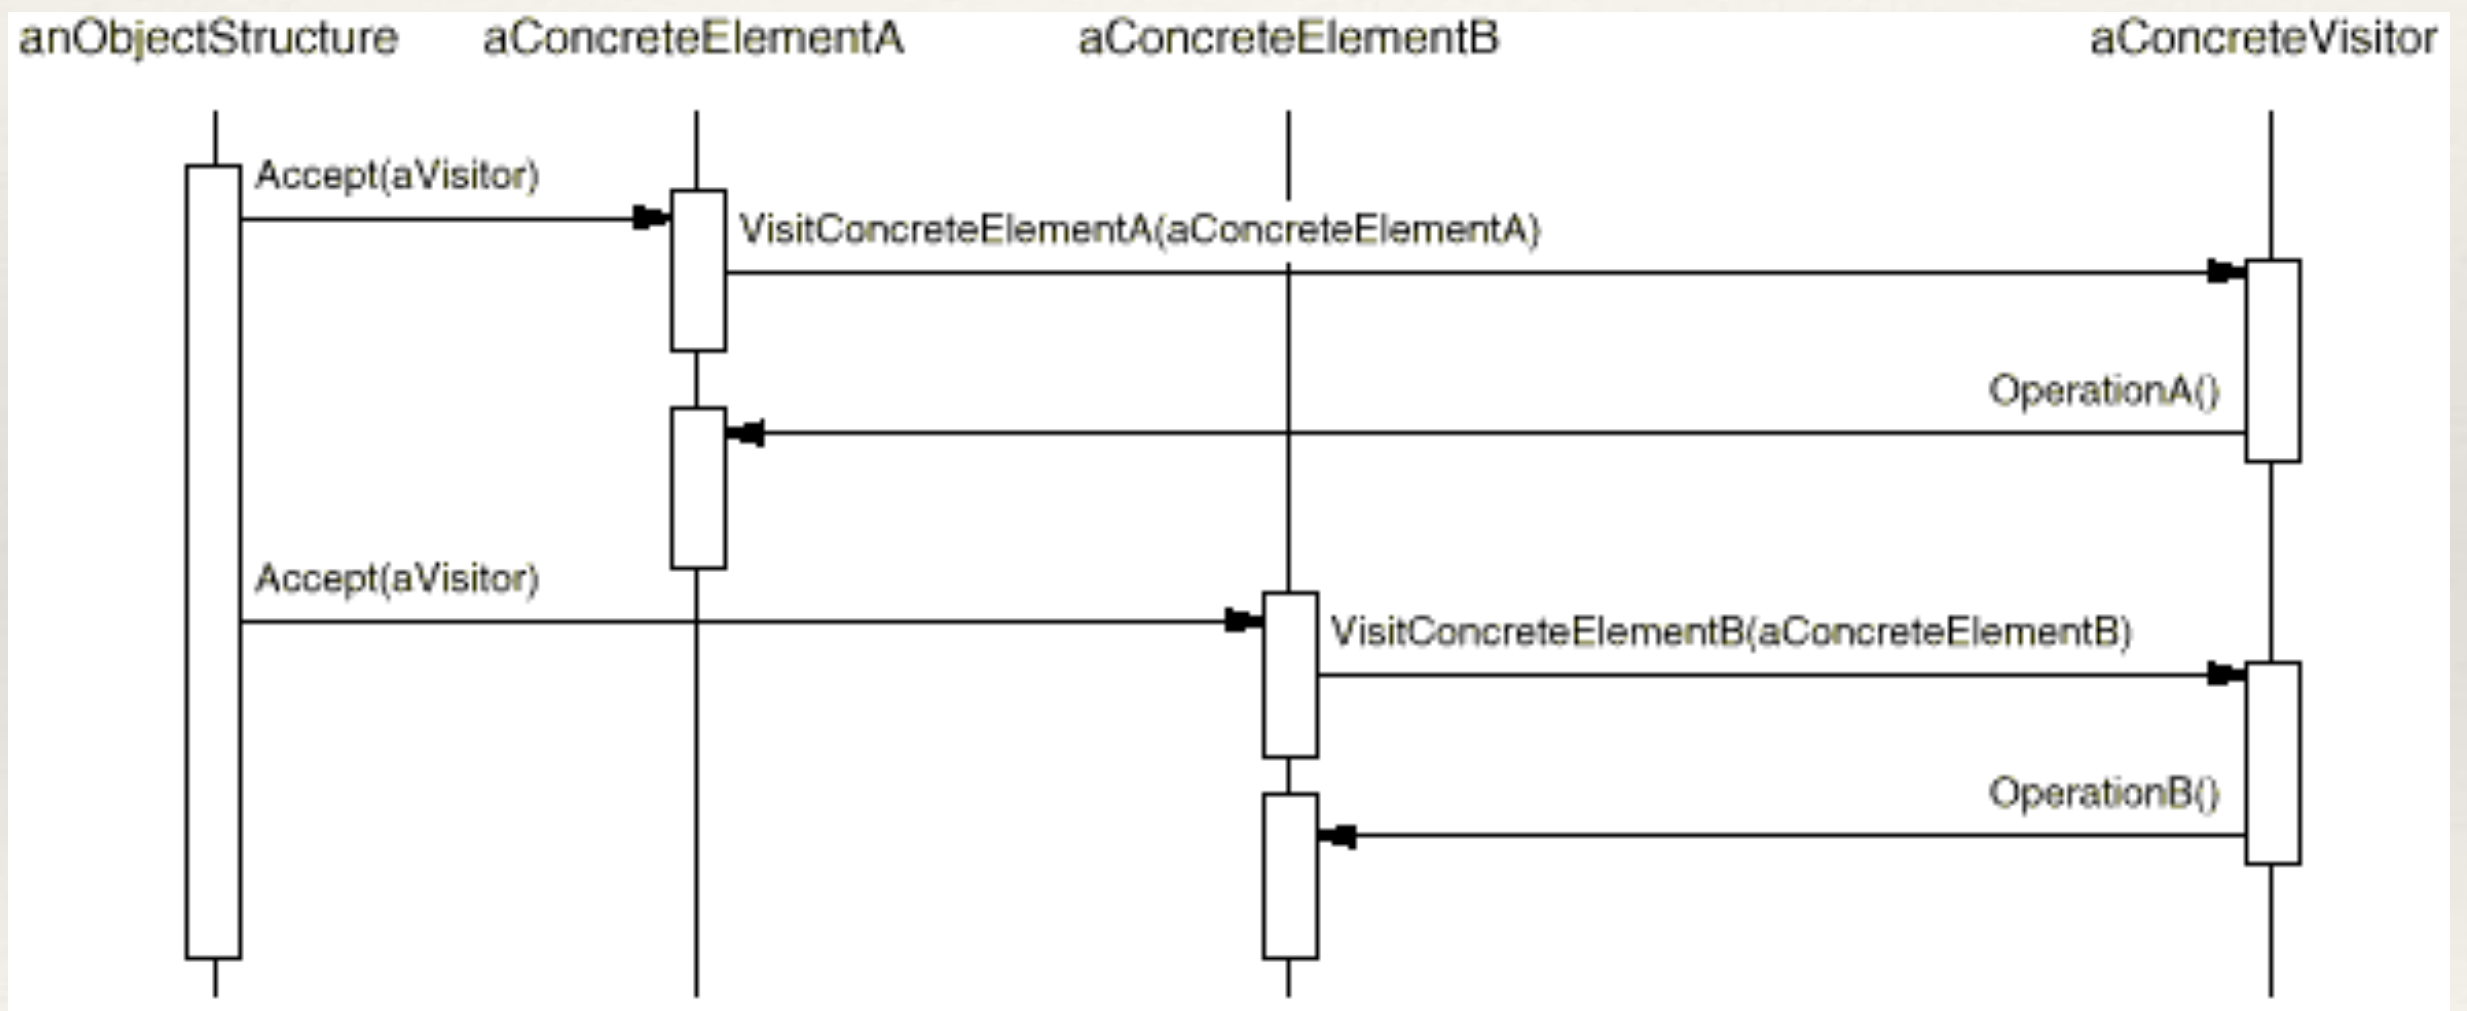 anObjectStructure aConcreteElementA aConcreteElementB aConcreteVisitor
Accept(aVisitor)
VisitConcreteElementA(aConcreteElementA)
OperationA()
Accept(aVisitor)
VisitConcreteElementB(aConcreteElementB)
OperationB()